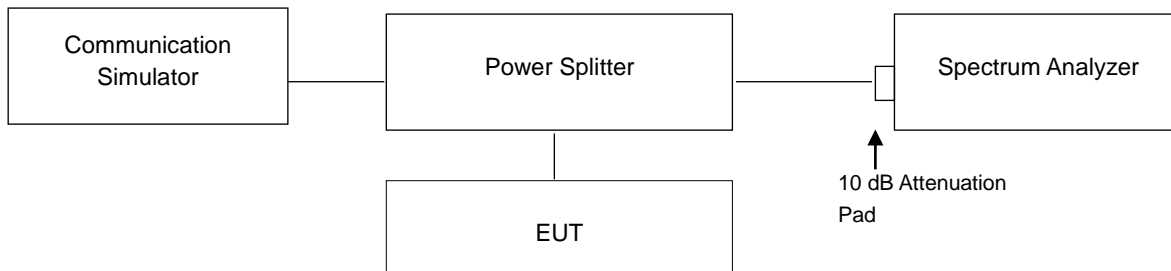 Communication
Simulator
Power Splitter
Spectrum Analyzer
10 dB Attenuation
Pad
EUT